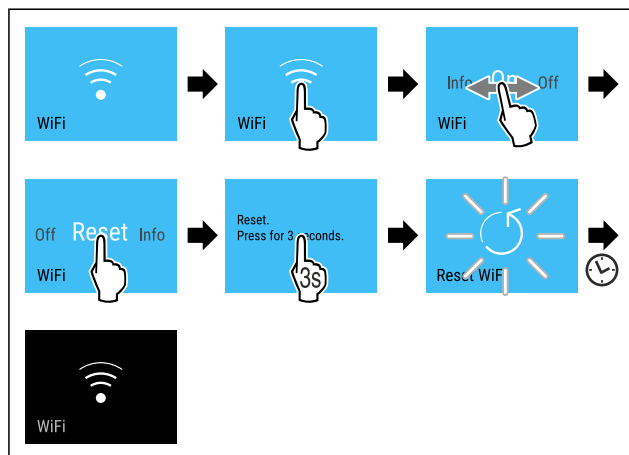 WiFi
WiFi
Info On Off
WiFi
Off Reset Info
WiFi
Reset.
Press for 3 seconds.
3s
Reset WiFi
WiFi